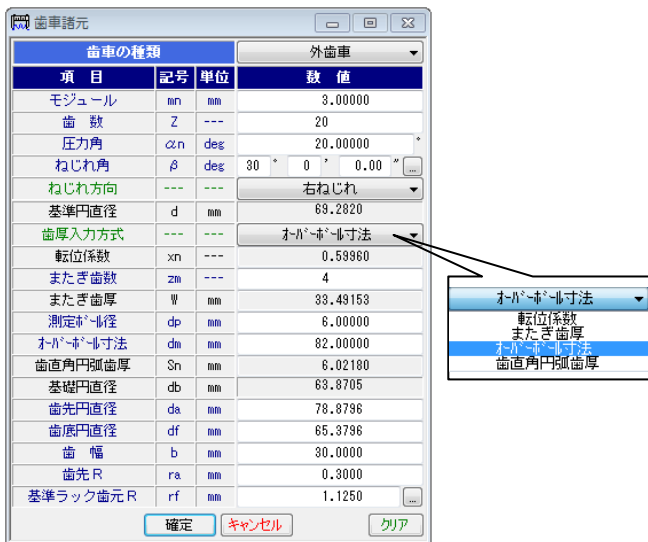 歯車諸元
歯車の種類 外歯車
項 目 記号 単位 数 値
モジュール mn mm 3.00000
歯 数 Z --- 20
圧力角 αn deg 20.00000 °
ねじれ角 β deg 30 ° 0 ' 0.00 " ...
ねじれ方向 --- --- 右ねじれ
基準円直径 d mm 69.2820
歯厚入力方式 --- --- オーバーボール寸法
転位係数 xn --- 0.59960
またぎ歯数 zm --- 4
またぎ歯厚 W mm 33.49153
測定ボール径 dp mm 6.00000
オーバーボール寸法 dm mm 82.00000
歯直角円弧歯厚 Sn mm 6.02180
基礎円直径 db mm 63.8705
歯先円直径 da mm 78.8796
歯底円直径 df mm 65.3796
歯 幅 b mm 30.0000
歯先R ra mm 0.3000
基準ラック歯元R rf mm 1.1250 ...
確定 キャンセル クリア
オーバーボール寸法
転位係数
またぎ歯厚
オーバーボール寸法
歯直角円弧歯厚